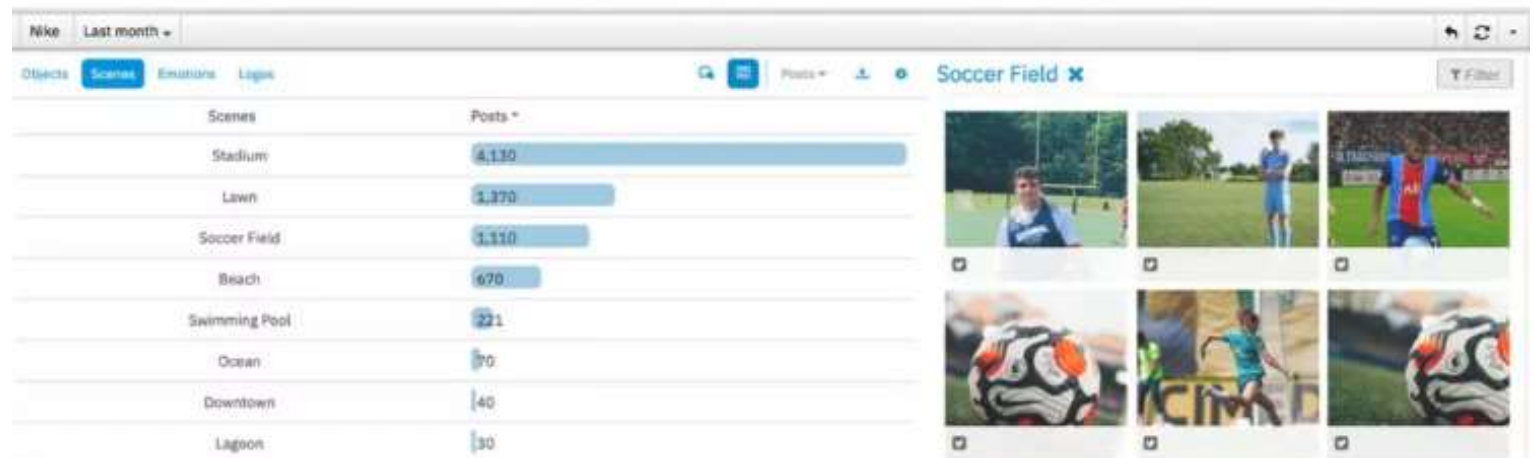 Nike Last month
Objects Scenes Emotions Logos Posts Soccer Field Filter
Scenes Posts
Stadium 4,130
Lawn 1,370
Soccer Field 1,110
Beach 670
Swimming Pool 221
Ocean 70
Downtown 40
Lagoon 30